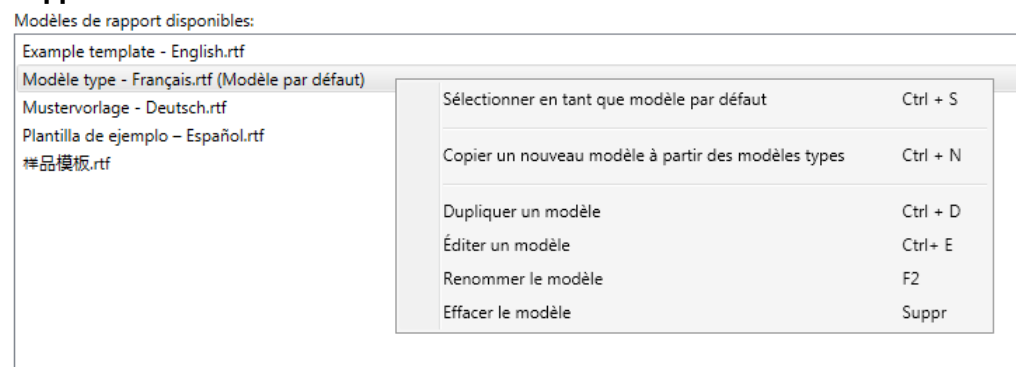 Modèles de rapport disponibles:
Example template - English.rtf
Modèle type - Français.rtf (Modèle par défaut)
Mustervorlage - Deutsch.rtf
Plantilla de ejemplo – Español.rtf
样品模板.rtf
Sélectionner en tant que modèle par défaut Ctrl + S
Copier un nouveau modèle à partir des modèles types Ctrl + N
Dupliquer un modèle Ctrl + D
Éditer un modèle Ctrl+ E
Renommer le modèle F2
Effacer le modèle Suppr